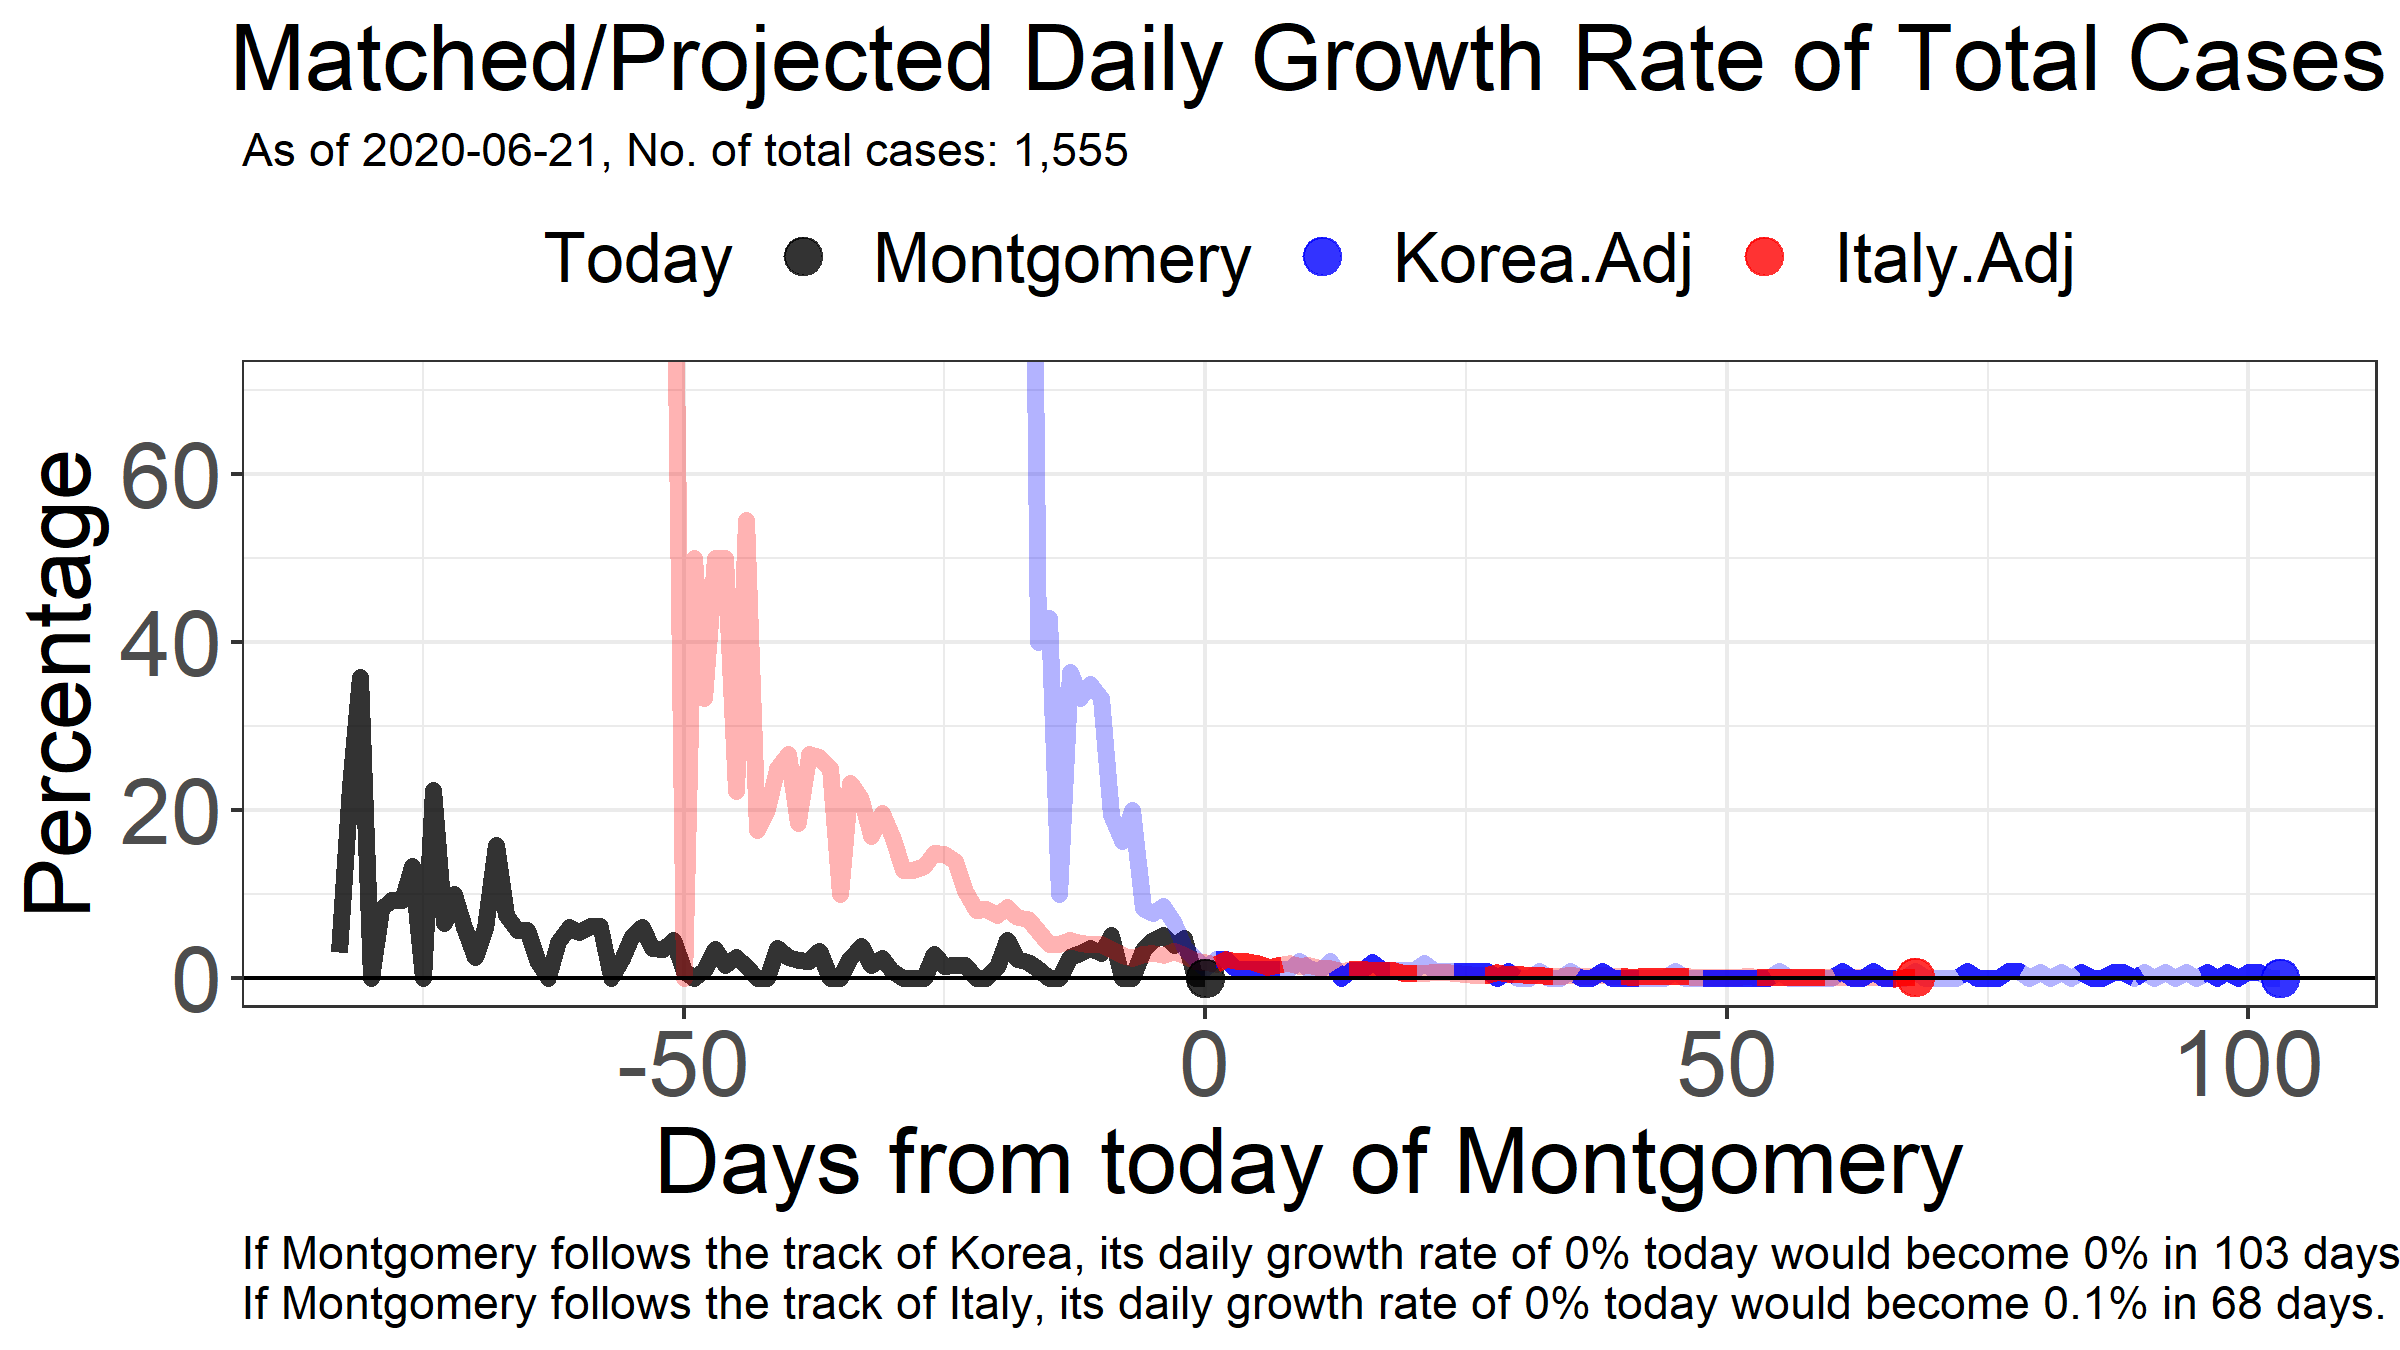 Matched/Projected Daily Growth Rate of Total Cases
As of 2020-06-21, No. of total cases: 1,555
Today Montgomery Korea.Adj Italy.Adj
Percentage
60
40
20
0
-50 0 50 100
Days from today of Montgomery
If Montgomery follows the track of Korea, its daily growth rate of 0% today would become 0% in 103 days
If Montgomery follows the track of Italy, its daily growth rate of 0% today would become 0.1% in 68 days.